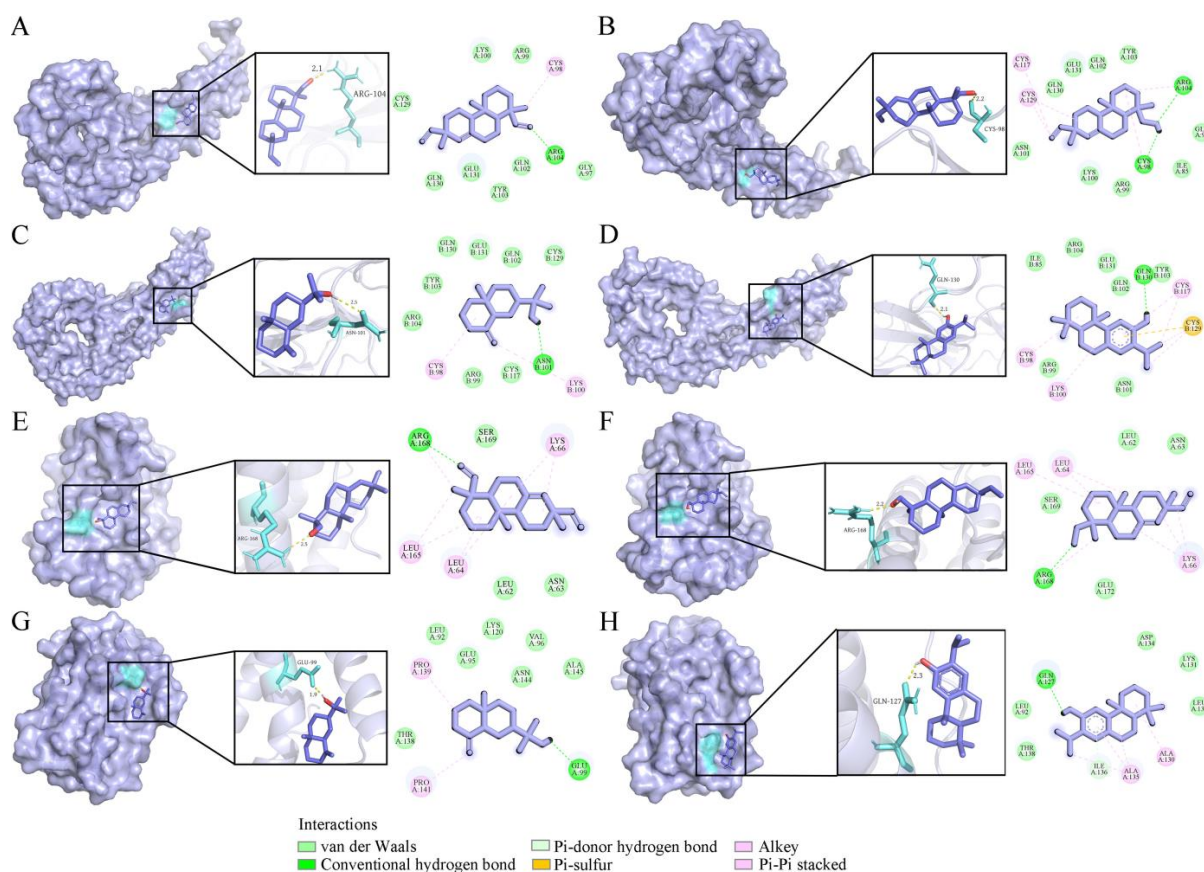 A
2.1
ARG-104
LYS
A:100
ARG
A:99
CYS
A:98
CYS
A:129
ARG
A:104
GLN
A:130
GLU
A:131
TYR
A:103
GLN
A:102
GLY
A:97
B
2.2
CYS-98
CYS
A:117
GLU
A:131
GLN
A:102
TYR
A:103
GLN
A:130
CYS
A:129
ARG
A:104
ASN
A:101
LYS
A:100
ARG
A:99
CYS
A:98
ILE
A:85
C
ASN-101
GLN
B:130
GLU
B:131
GLN
B:102
CYS
B:129
TYR
B:103
ARG
B:104
CYS
B:98
ARG
B:99
CYS
B:117
ASN
B:101
LYS
B:100
D
GLN-130
2.1
ILE
B:85
ARG
B:104
GLU
B:131
GLN
B:102
GLN
B:130
TYR
B:103
CYS
B:117
CYS
B:129
CYS
B:98
ARG
B:99
LYS
B:100
ASN
B:101
E
ARG-168
ARG
A:168
SER
A:169
LYS
A:66
LEU
A:165
LEU
A:64
LEU
A:62
ASN
A:63
F
2.2
ARG-168
LEU
A:62
ASN
A:63
LEU
A:165
LEU
A:64
SER
A:169
LYS
A:66
ARG
A:168
GLU
A:172
G
GLU-99
1.9
LEU
A:92
LYS
A:120
VAL
A:96
GLU
A:95
PRO
A:139
ASN
A:144
ALA
A:145
THR
A:138
PRO
A:141
GLU
A:99
H
2.3
GLN-127
ASP
A:134
GLN
A:127
LYS
A:131
LEU
A:92
THR
A:138
ILE
A:136
ALA
A:135
ALA
A:130
Interactions
van der Waals
Pi-donor hydrogen bond
Alkey
Conventional hydrogen bond
Pi-sulfur
Pi-Pi stacked